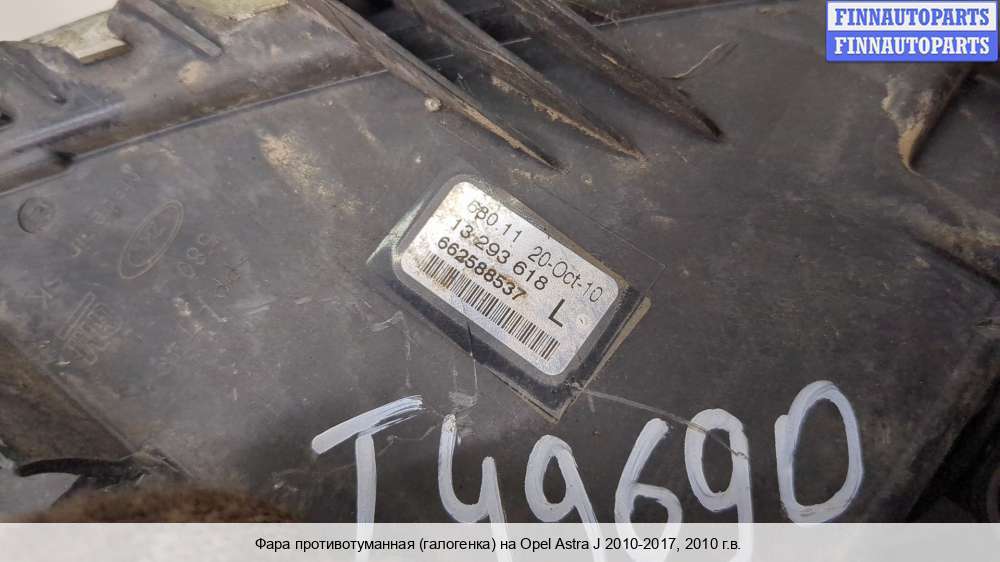 FINNAUTOPARTS
FINNAUTOPARTS
680.11 20-Oct-10
13 293 618
662588537
L
T49690
Фара противотуманная (галогенка) на Opel Astra J 2010-2017, 2010 г.в.